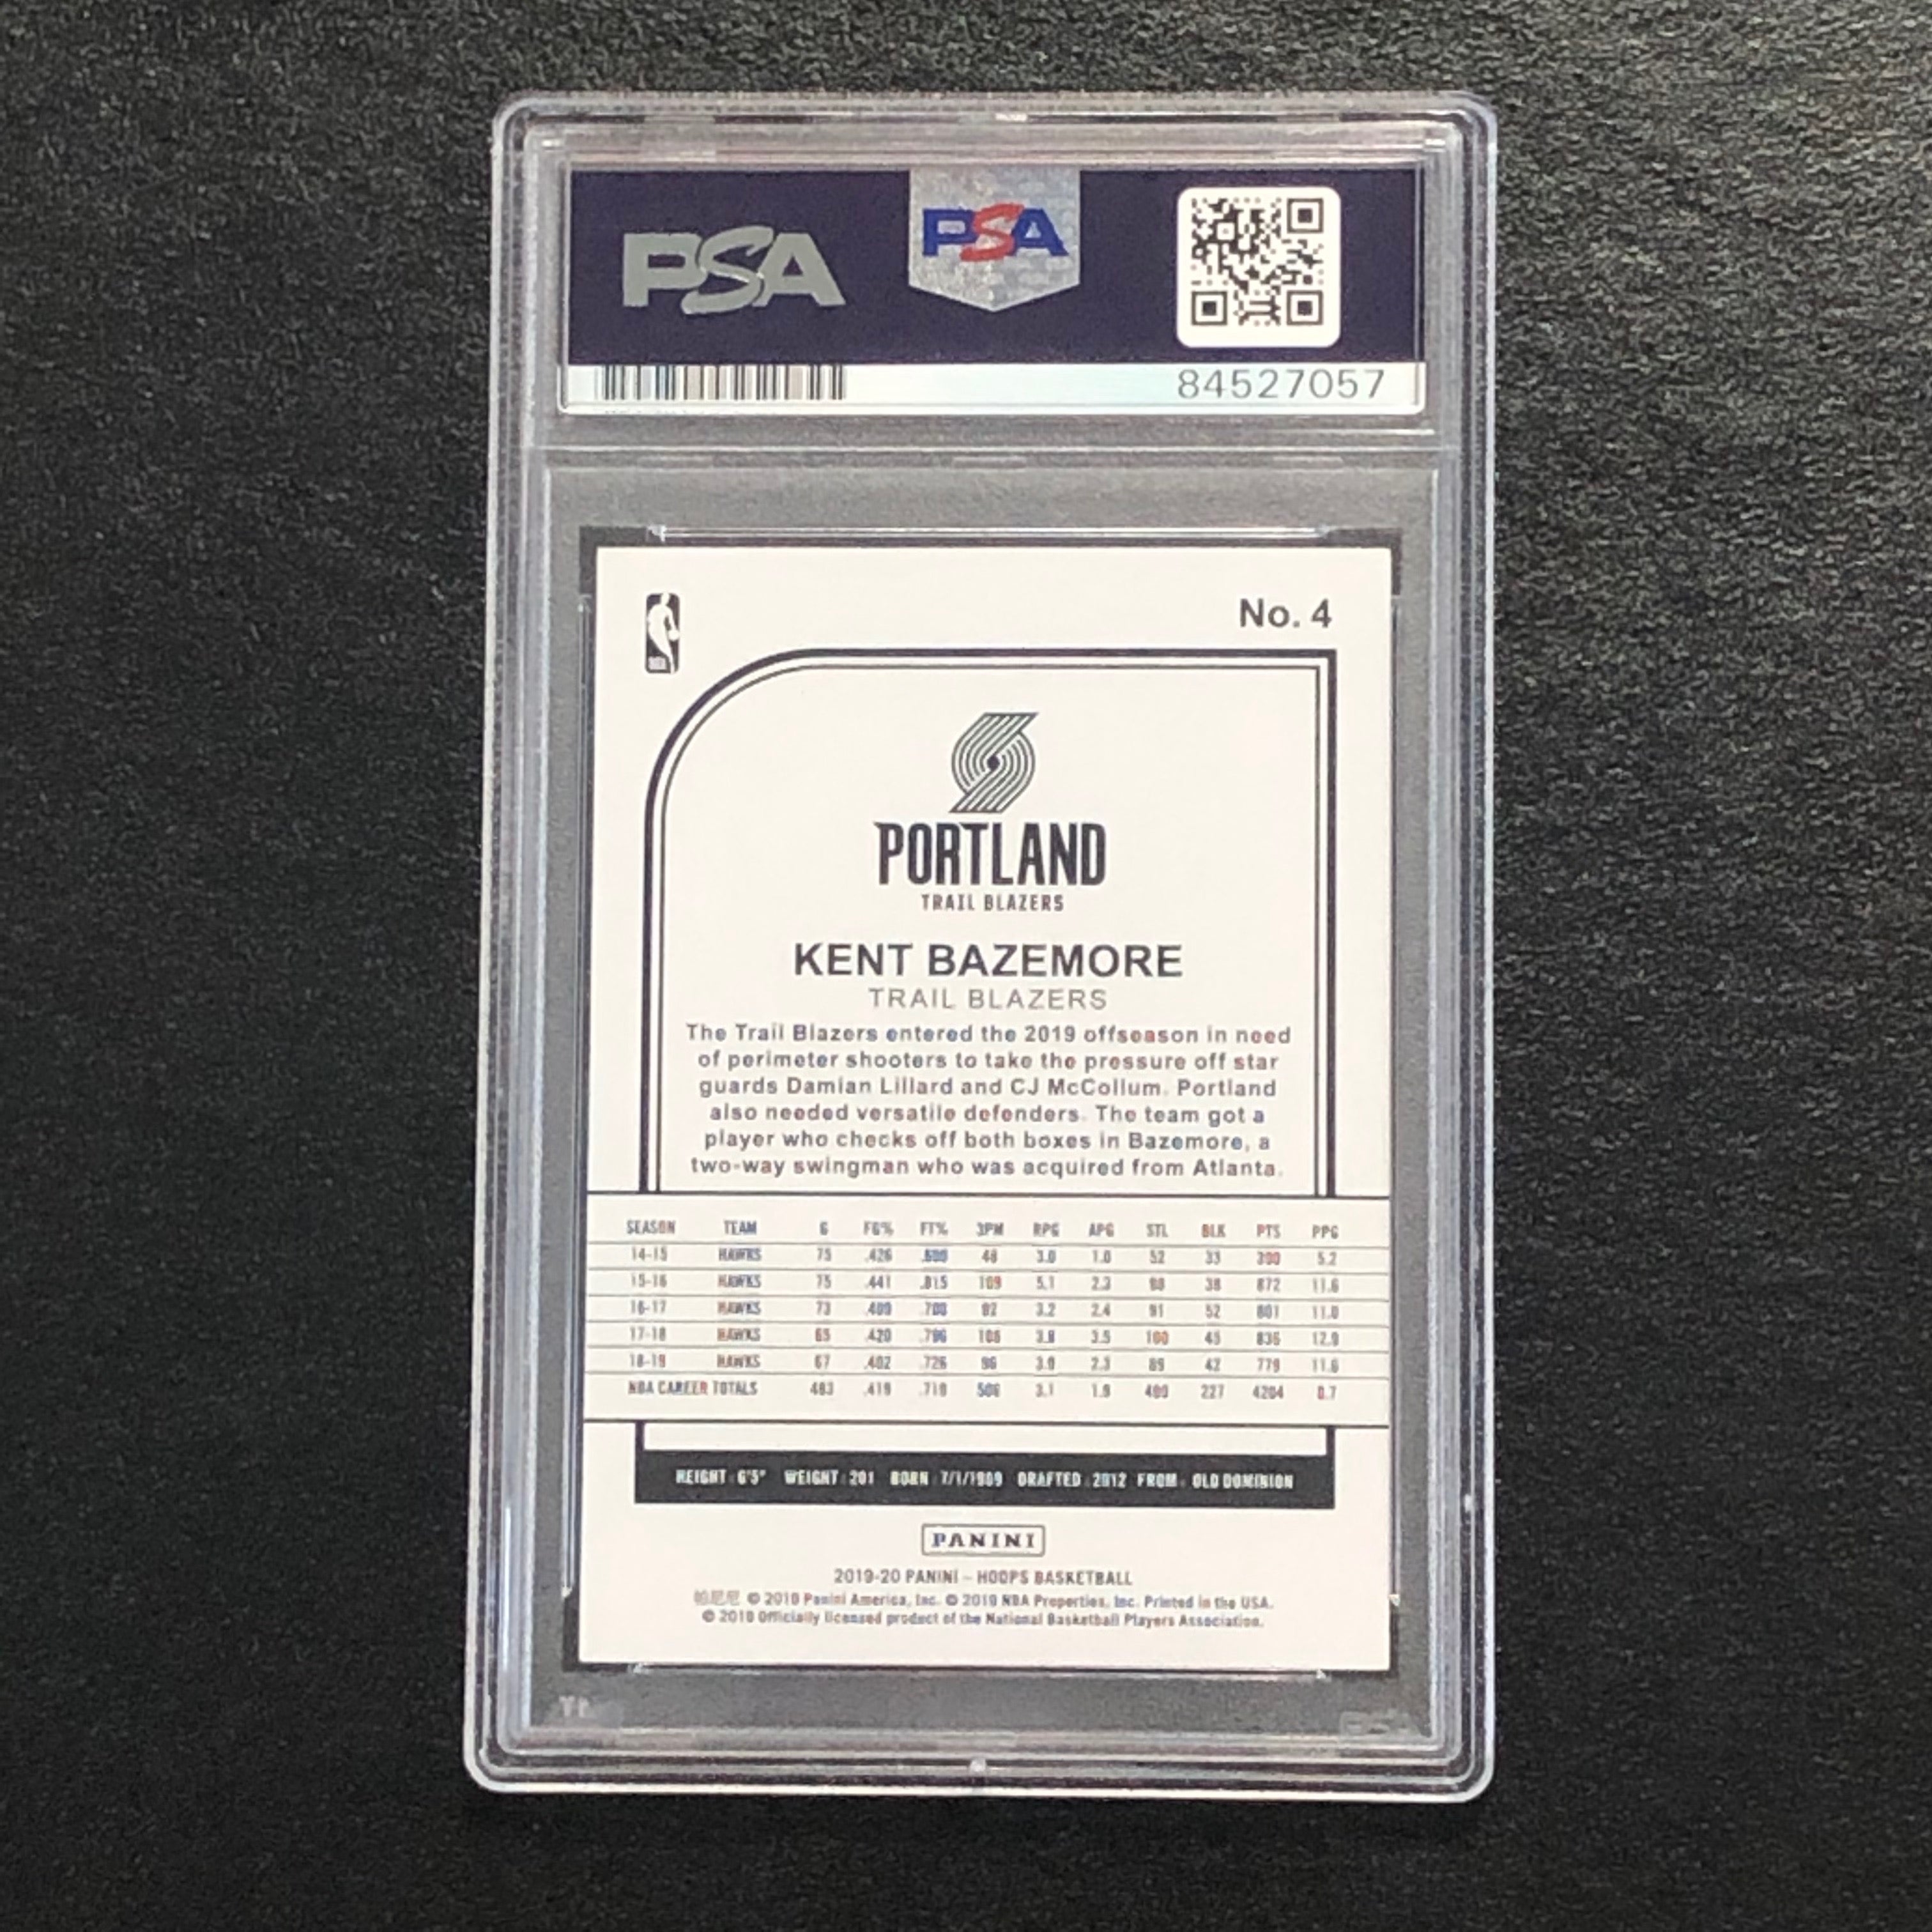 PSA
PSA
84527057
No. 4
NBA
PORTLAND
TRAIL BLAZERS
KENT BAZEMORE
TRAIL BLAZERS
The Trail Blazers entered the 2019 offseason in need
of perimeter shooters to take the pressure off star
guards Damian Lillard and CJ McCollum. Portland
also needed versatile defenders. The team got a
player who checks off both boxes in Bazemore, a
two-way swingman who was acquired from Atlanta.
SEASON TEAM G FG% FT% 3PM RPG APG STL BLK PTS PPG
14-15 HAWKS 75 .426 48 3.0 1.0 52 33 5.2
15-16 HAWKS 75 .441 .815 109 5.1 2.3 38 872 11.6
16-17 HAWKS 73 .409 .708 92 3.2 2.4 91 52 801 11.0
17-18 HAWKS 65 .420 .796 106 3.8 3.5 100 45 836 12.9
18-19 HAWKS 67 .402 .726 96 3.9 2.3 89 42 779 11.6
NBA CAREER TOTALS 483 .419 506 3.1 1.9 227 4204 8.7
HEIGHT: 6'5" WEIGHT: 201 BORN: 7/1/1989 DRAFTED: 2012 FROM: OLD DOMINION
PANINI
2019-20 PANINI – HOOPS BASKETBALL
帕尼尼 © 2019 Panini America, Inc. © 2019 NBA Properties, Inc. Printed in the USA.
© 2019 Officially licensed product of the National Basketball Players Association.